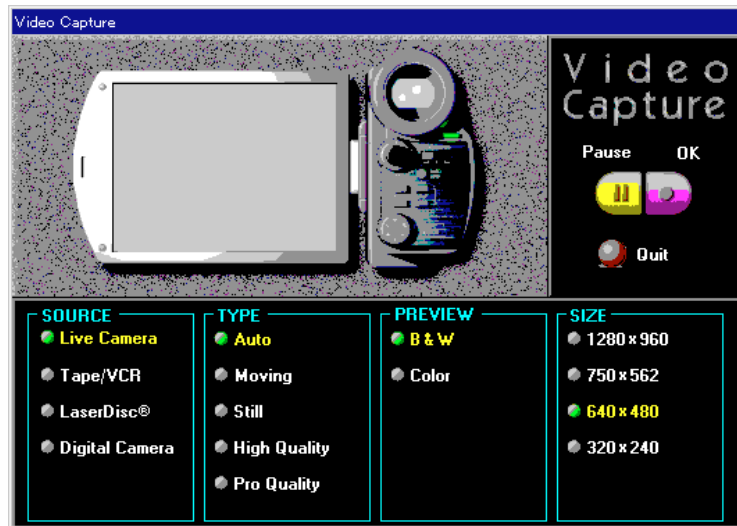 Video Capture
Video
Capture
Pause OK
Quit
SOURCE
Live Camera
Tape/VCR
LaserDisc®
Digital Camera
TYPE
Auto
Moving
Still
High Quality
Pro Quality
PREVIEW
B & W
Color
SIZE
1280 x 960
750 x 562
640 x 480
320 x 240